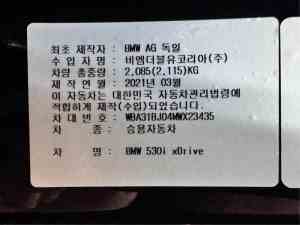 최초 제작자 : BMW AG 독일
수 입 자 명 : 비엠더블유코리아(주)
차량 총중량 : 2,085(2,115)KG
제 작 연 월 : 2021년 03월
이 자동차는 대한민국 자동차관리법령에
적합하게 제작(수입)되었습니다.
차 대 번 호 : WBA31BJ04MWX23435
차 종 : 승용자동차
차 명 : BMW 530i xDrive